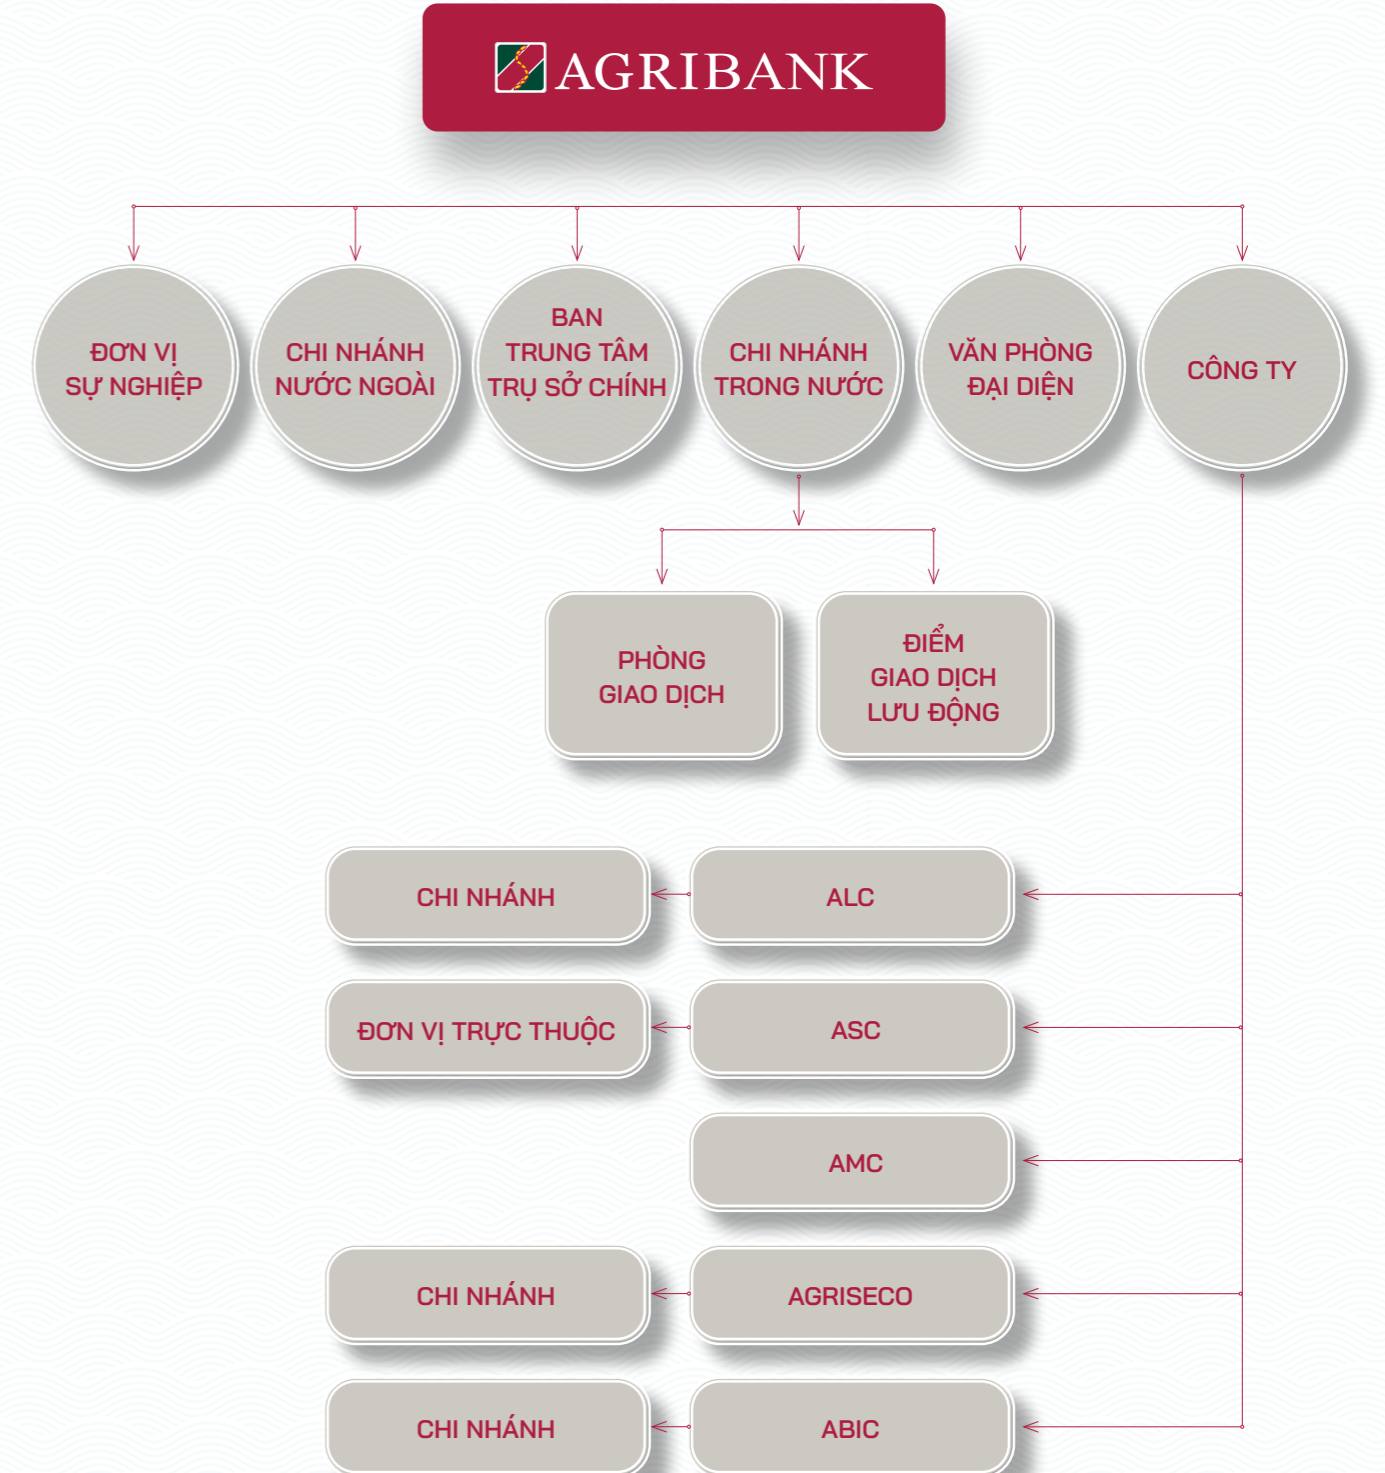 AGRIBANK
ĐƠN VỊ
SỰ NGHIỆP
CHI NHÁNH
NƯỚC NGOÀI
BAN
TRUNG TÂM
TRỤ SỞ CHÍNH
CHI NHÁNH
TRONG NƯỚC
VĂN PHÒNG
ĐẠI DIỆN
CÔNG TY
PHÒNG
GIAO DỊCH
ĐIỂM
GIAO DỊCH
LƯU ĐỘNG
CHI NHÁNH
ALC
ĐƠN VỊ TRỰC THUỘC
ASC
AMC
CHI NHÁNH
AGRISECO
CHI NHÁNH
ABIC